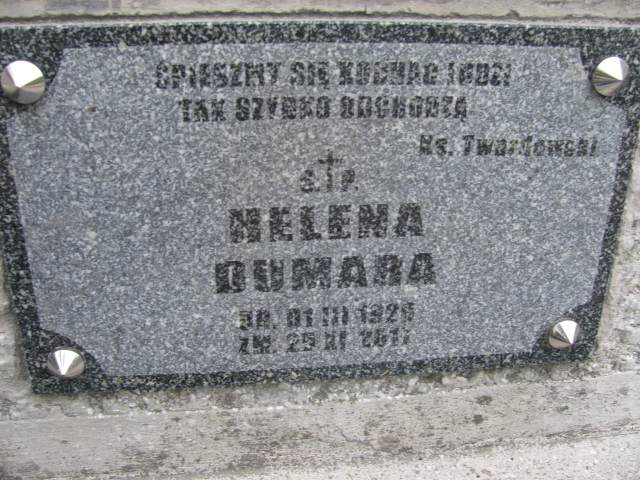 ŚPIESZMY SIĘ KOCHAĆ LUDZI
TAK SZYBKO ODCHODZĄ
Ks. Twardowski
Ś. † P.
HELENA
DUMARA
UR. 01 III 1926
ZM. 25 XI 2017